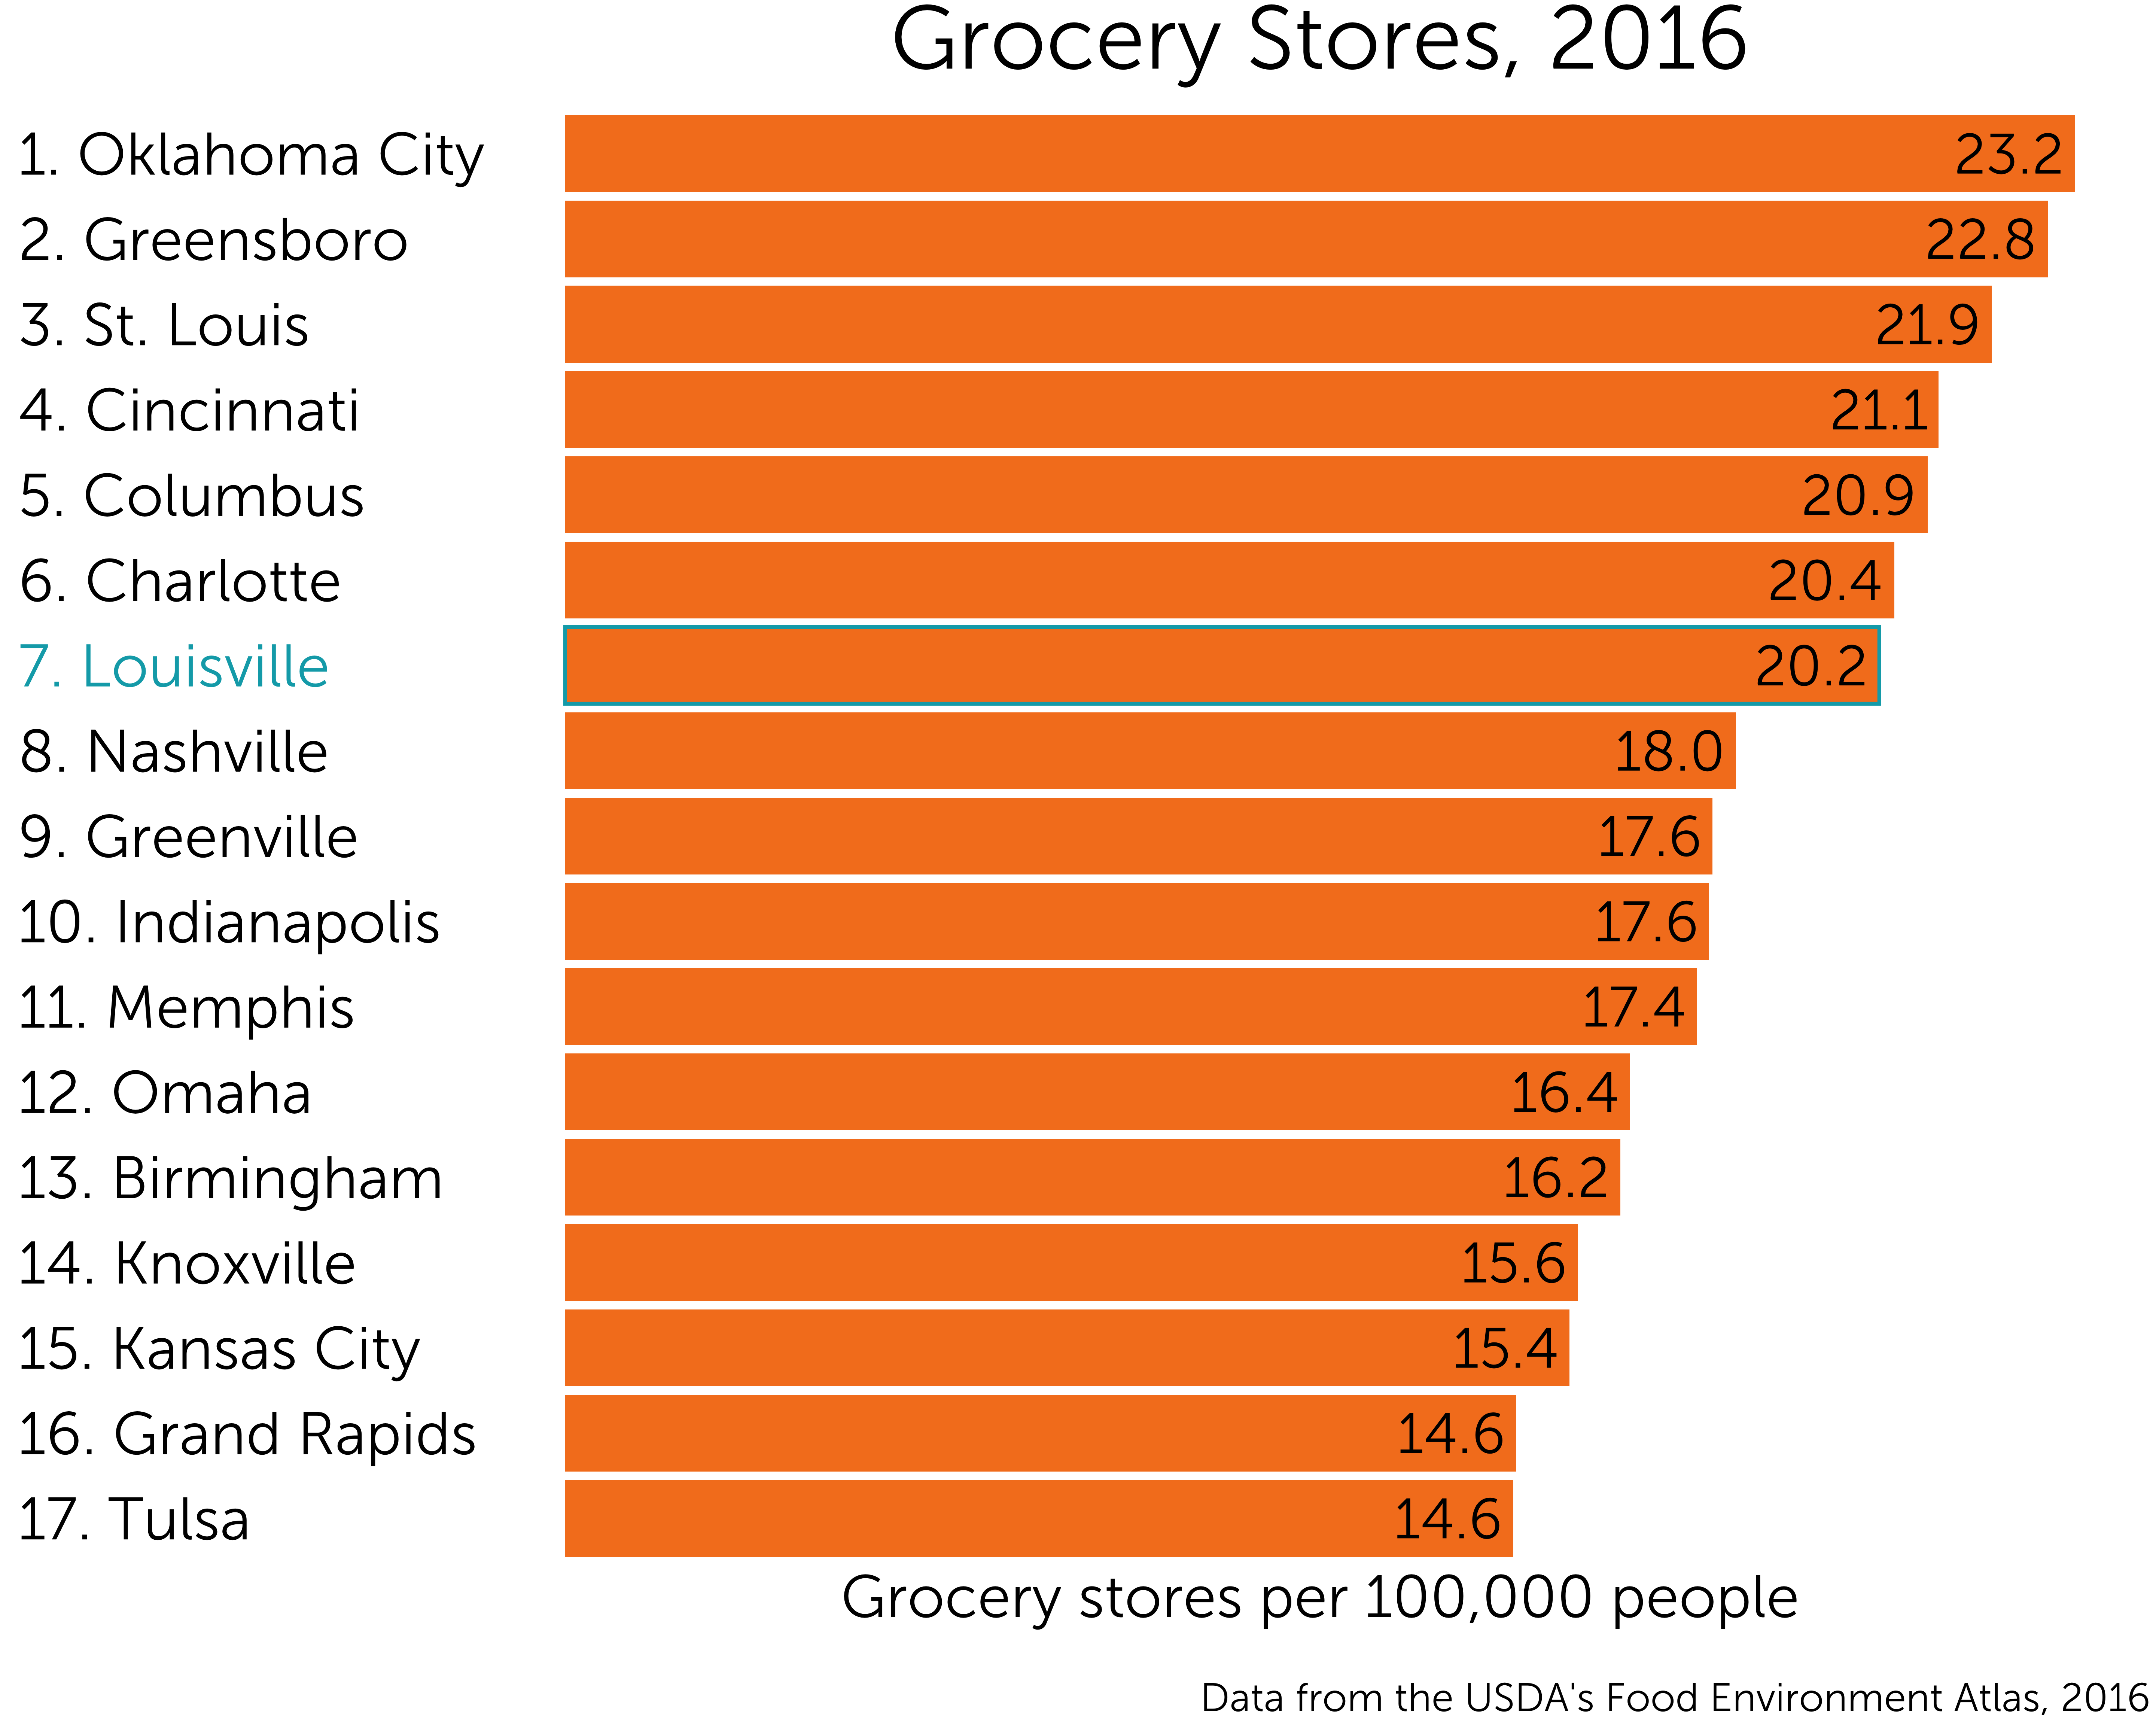 Grocery Stores, 2016
1. Oklahoma City 23.2
2. Greensboro 22.8
3. St. Louis 21.9
4. Cincinnati 21.1
5. Columbus 20.9
6. Charlotte 20.4
7. Louisville 20.2
8. Nashville 18.0
9. Greenville 17.6
10. Indianapolis 17.6
11. Memphis 17.4
12. Omaha 16.4
13. Birmingham 16.2
14. Knoxville 15.6
15. Kansas City 15.4
16. Grand Rapids 14.6
17. Tulsa 14.6
Grocery stores per 100,000 people
Data from the USDA's Food Environment Atlas, 2016